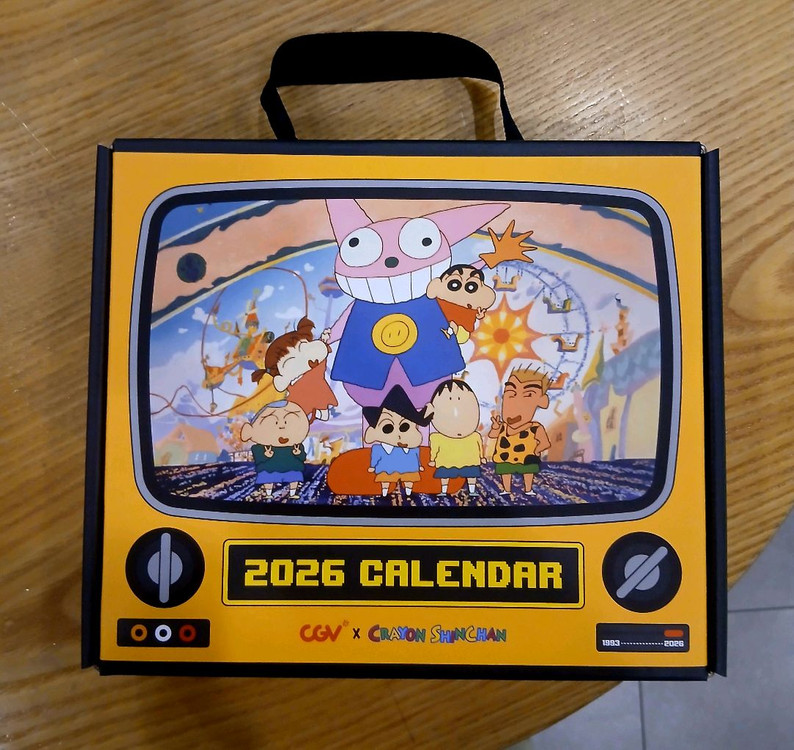 2026 CALENDAR
CGV X CRAYON SHINCHAN
1993 2026